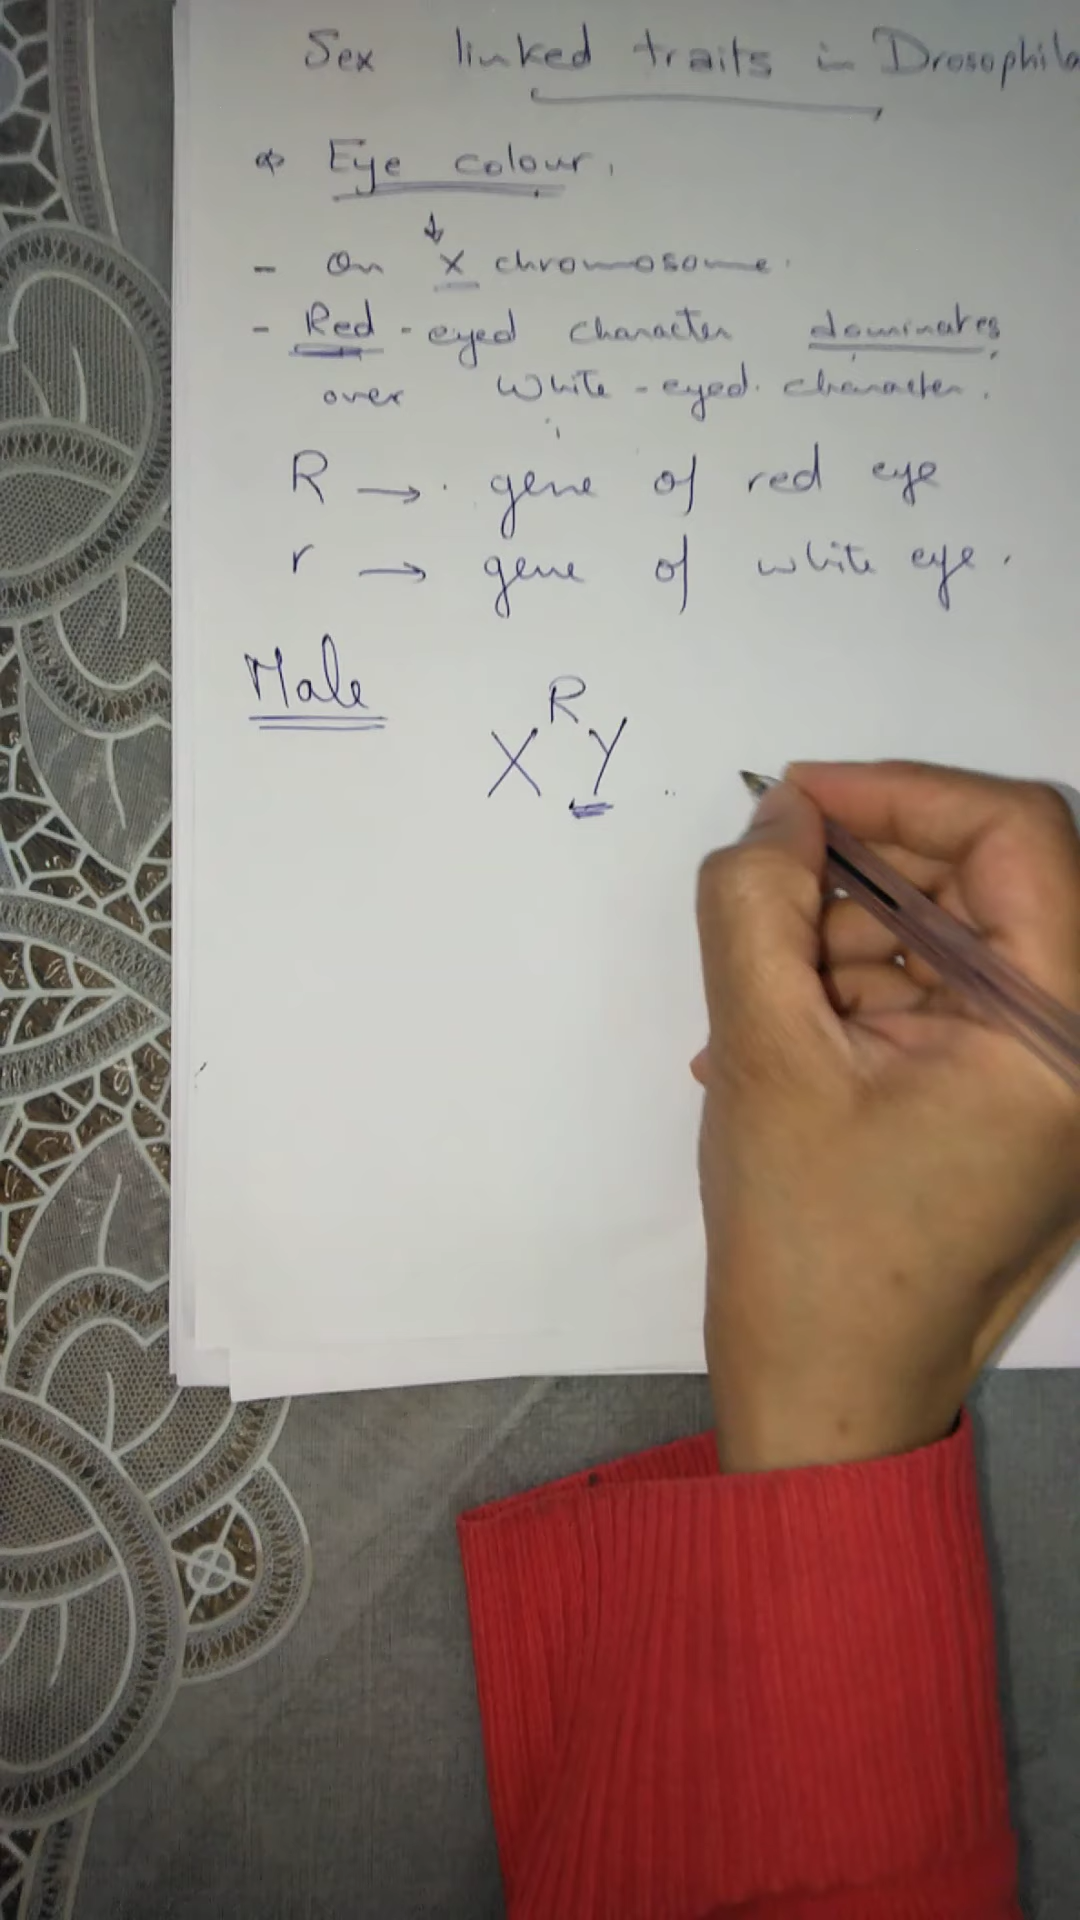 Sex linked traits in Drosophila
Eye colour.
- On X chromosome.
- Red-eyed character dominates
over white-eyed character.
R → gene of red eye
r → gene of white eye.
Male
R
X Y